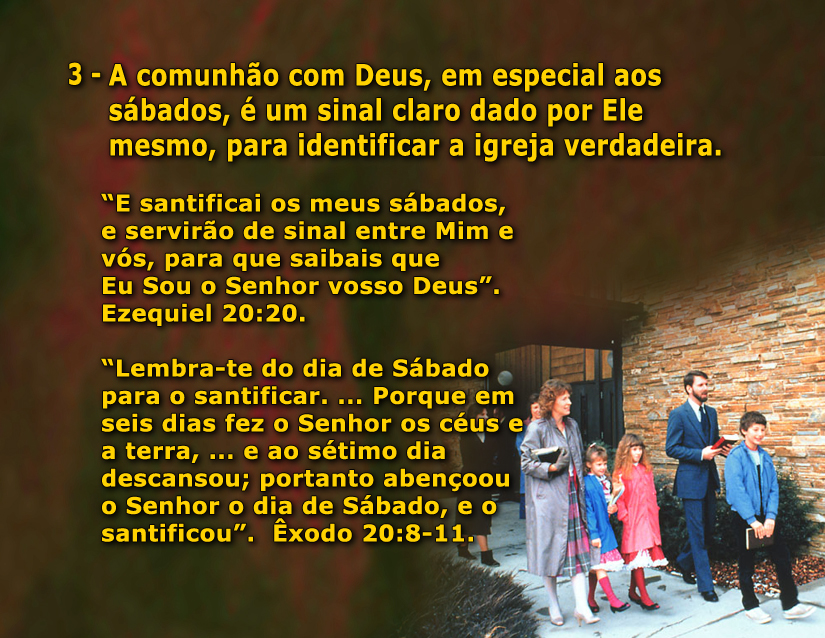 3 - A comunhão com Deus, em especial aos
sábados, é um sinal claro dado por Ele
mesmo, para identificar a igreja verdadeira.
“E santificai os meus sábados,
e servirão de sinal entre Mim e
vós, para que saibais que
Eu Sou o Senhor vosso Deus”.
Ezequiel 20:20.
“Lembra-te do dia de Sábado
para o santificar. ... Porque em
seis dias fez o Senhor os céus e
a terra, ... e ao sétimo dia
descansou; portanto abençoou
o Senhor o dia de Sábado, e o
santificou”.  Êxodo 20:8-11.